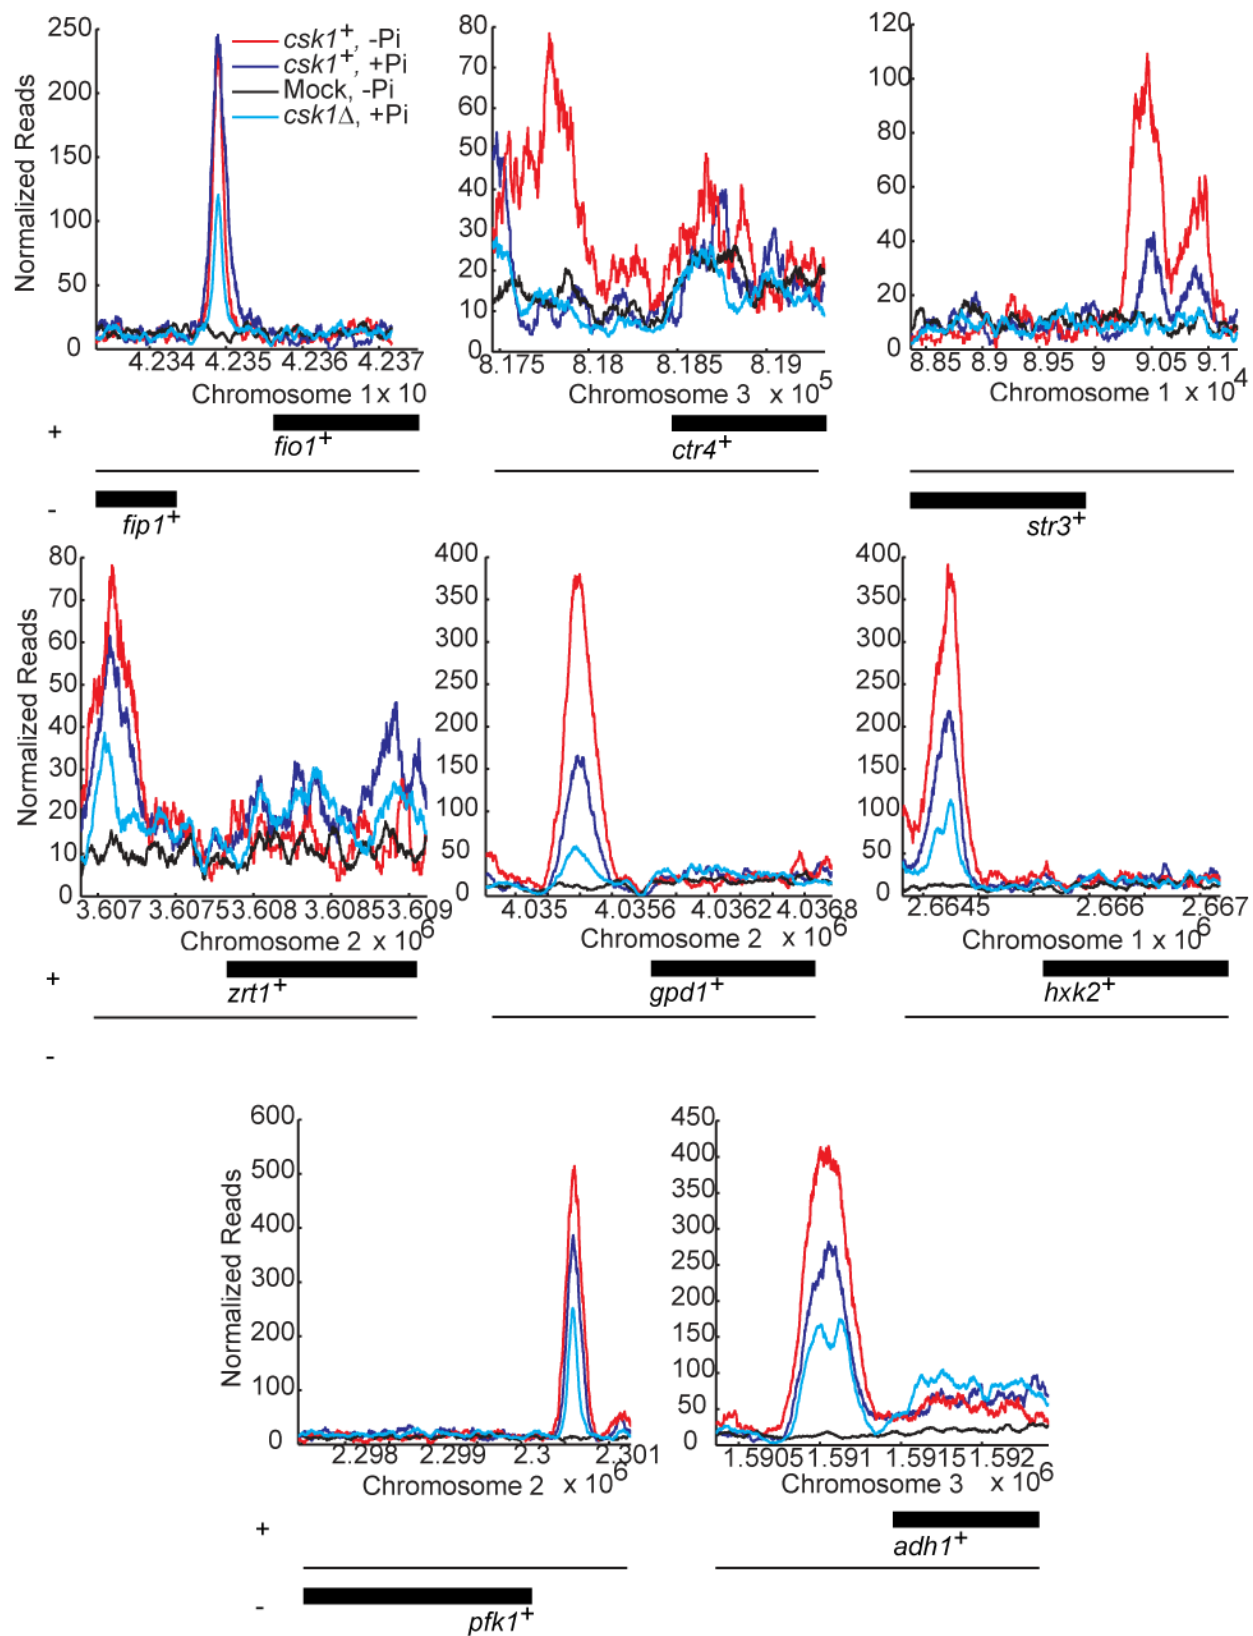 250
200
150
100
50
0
Normalized Reads
csk1+, -Pi
csk1+, +Pi
Mock, -Pi
csk1Δ, +Pi
4.234 4.235 4.236 4.237
Chromosome 1 x 10
80
70
60
50
40
30
20
10
0
8.175 8.18 8.185 8.19
Chromosome 3 x 10^5
120
100
80
60
40
20
0
8.85 8.9 8.95 9 9.05 9.1
Chromosome 1 x 10^4
+
fio1+
ctr4+
-
fip1+
str3+
80
70
60
50
40
30
20
10
0
Normalized Reads
3.607 3.6075 3.608 3.6085 3.609
Chromosome 2 x 10^6
400
350
300
250
200
150
100
50
0
4.035 4.0356 4.0362 4.0368
Chromosome 2 x 10^6
400
350
300
250
200
150
100
50
0
2.66445 2.666 2.667
Chromosome 1 x 10^6
+
zrt1+
gpd1+
hxk2+
-
600
500
400
300
200
100
0
Normalized Reads
2.298 2.299 2.3 2.301
Chromosome 2 x 10^6
450
400
350
300
250
200
150
100
50
0
1.5905 1.591 1.5915 1.592
Chromosome 3 x 10^6
+
adh1+
-
pfk1+